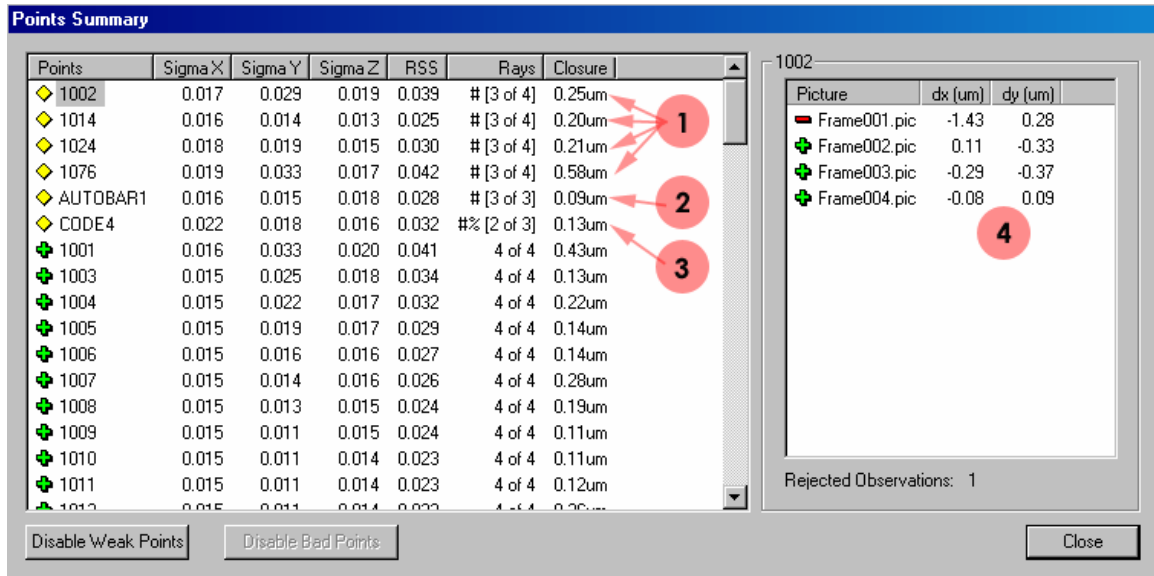 Points Summary
Points Sigma X Sigma Y Sigma Z RSS Rays Closure
1002 0.017 0.029 0.019 0.039 # [3 of 4] 0.25um
1014 0.016 0.014 0.013 0.025 # [3 of 4] 0.20um
1024 0.018 0.019 0.015 0.030 # [3 of 4] 0.21um
1076 0.019 0.033 0.017 0.042 # [3 of 4] 0.58um
AUTOBAR1 0.016 0.015 0.018 0.028 # [3 of 3] 0.09um
CODE4 0.022 0.018 0.016 0.032 #% [2 of 3] 0.13um
1001 0.016 0.033 0.020 0.041 4 of 4 0.43um
1003 0.015 0.025 0.018 0.034 4 of 4 0.13um
1004 0.015 0.022 0.017 0.032 4 of 4 0.22um
1005 0.015 0.019 0.017 0.029 4 of 4 0.14um
1006 0.015 0.016 0.016 0.027 4 of 4 0.14um
1007 0.015 0.014 0.016 0.026 4 of 4 0.28um
1008 0.015 0.013 0.015 0.024 4 of 4 0.19um
1009 0.015 0.011 0.015 0.024 4 of 4 0.11um
1010 0.015 0.011 0.014 0.023 4 of 4 0.11um
1011 0.015 0.011 0.014 0.023 4 of 4 0.12um
1
2
3
Disable Weak Points
Disable Bad Points
1002
Picture dx (um) dy (um)
Frame001.pic -1.43 0.28
Frame002.pic 0.11 -0.33
Frame003.pic -0.29 -0.37
Frame004.pic -0.08 0.09
4
Rejected Observations: 1
Close